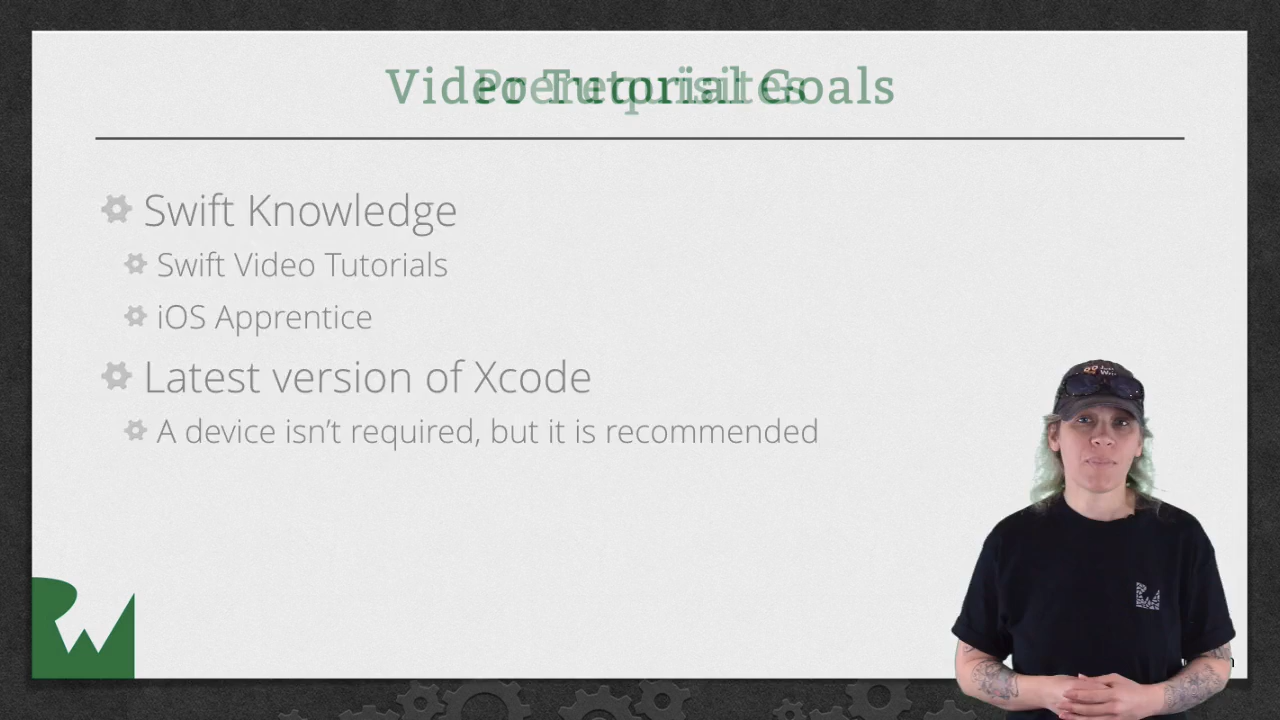 Video Tutorial Goals
Prerequisites
Swift Knowledge
Swift Video Tutorials
iOS Apprentice
Latest version of Xcode
A device isn't required, but it is recommended
RW